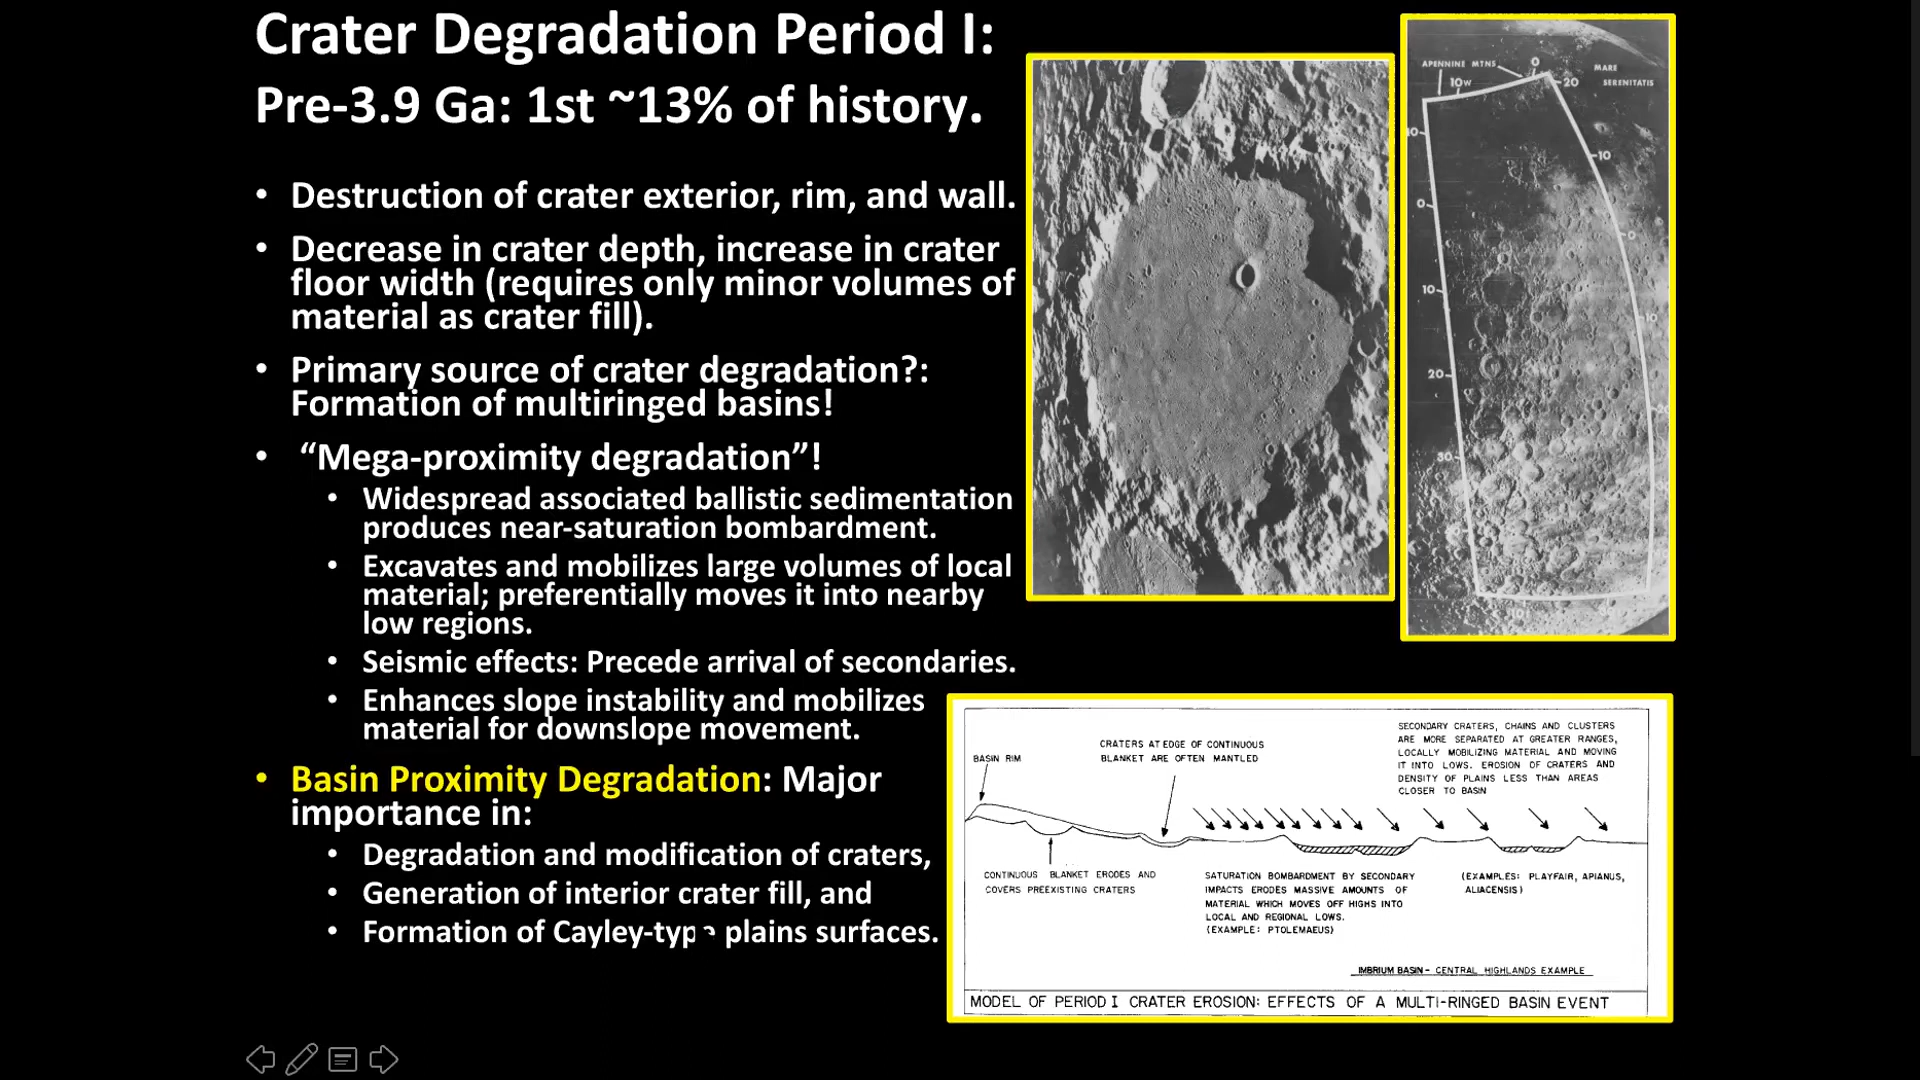 Crater Degradation Period I:
Pre-3.9 Ga: 1st ~13% of history.
• Destruction of crater exterior, rim, and wall.
• Decrease in crater depth, increase in crater
floor width (requires only minor volumes of
material as crater fill).
• Primary source of crater degradation?:
Formation of multiringed basins!
• “Mega-proximity degradation”!
• Widespread associated ballistic sedimentation
produces near-saturation bombardment.
• Excavates and mobilizes large volumes of local
material; preferentially moves it into nearby
low regions.
• Seismic effects: Precede arrival of secondaries.
• Enhances slope instability and mobilizes
material for downslope movement.
• Basin Proximity Degradation: Major
importance in:
• Degradation and modification of craters,
• Generation of interior crater fill, and
• Formation of Cayley-type plains surfaces.
APENNINE MTNS
0
MARE
SERENITATIS
10W
20
10
10
0
0
10
10
20
20
30
10
BASIN RIM
CRATERS AT EDGE OF CONTINUOUS
BLANKET ARE OFTEN MANTLED
SECONDARY CRATERS, CHAINS AND CLUSTERS
ARE MORE SEPARATED AT GREATER RANGES,
LOCALLY MOBILIZING MATERIAL AND MOVING
IT INTO LOWS. EROSION OF CRATERS AND
DENSITY OF PLAINS LESS THAN AREAS
CLOSER TO BASIN
CONTINUOUS BLANKET ERODES AND
COVERS PREEXISTING CRATERS
SATURATION BOMBARDMENT BY SECONDARY
IMPACTS ERODES MASSIVE AMOUNTS OF
MATERIAL WHICH MOVES OFF HIGHS INTO
LOCAL AND REGIONAL LOWS.
(EXAMPLE: PTOLEMAEUS)
(EXAMPLES: PLAYFAIR, APIANUS,
ALIACENSIS)
IMBRIUM BASIN - CENTRAL HIGHLANDS EXAMPLE
MODEL OF PERIOD I CRATER EROSION: EFFECTS OF A MULTI-RINGED BASIN EVENT